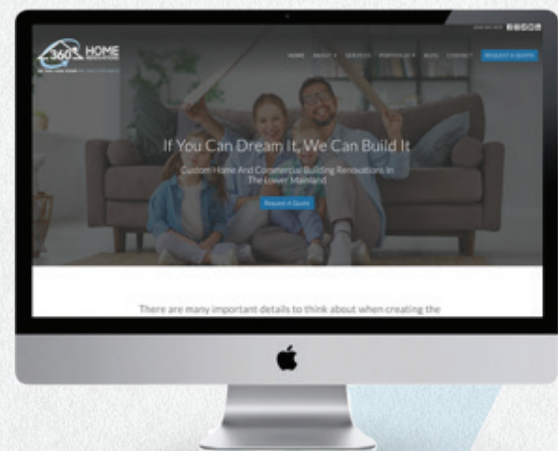 360° HOME
HOME ABOUT SERVICES PORTFOLIO BLOG CONTACT REQUEST A QUOTE
If You Can Dream It, We Can Build It
Custom Home And Commercial Building Renovations In
The Lower Mainland
Request A Quote
There are many important details to think about when creating the